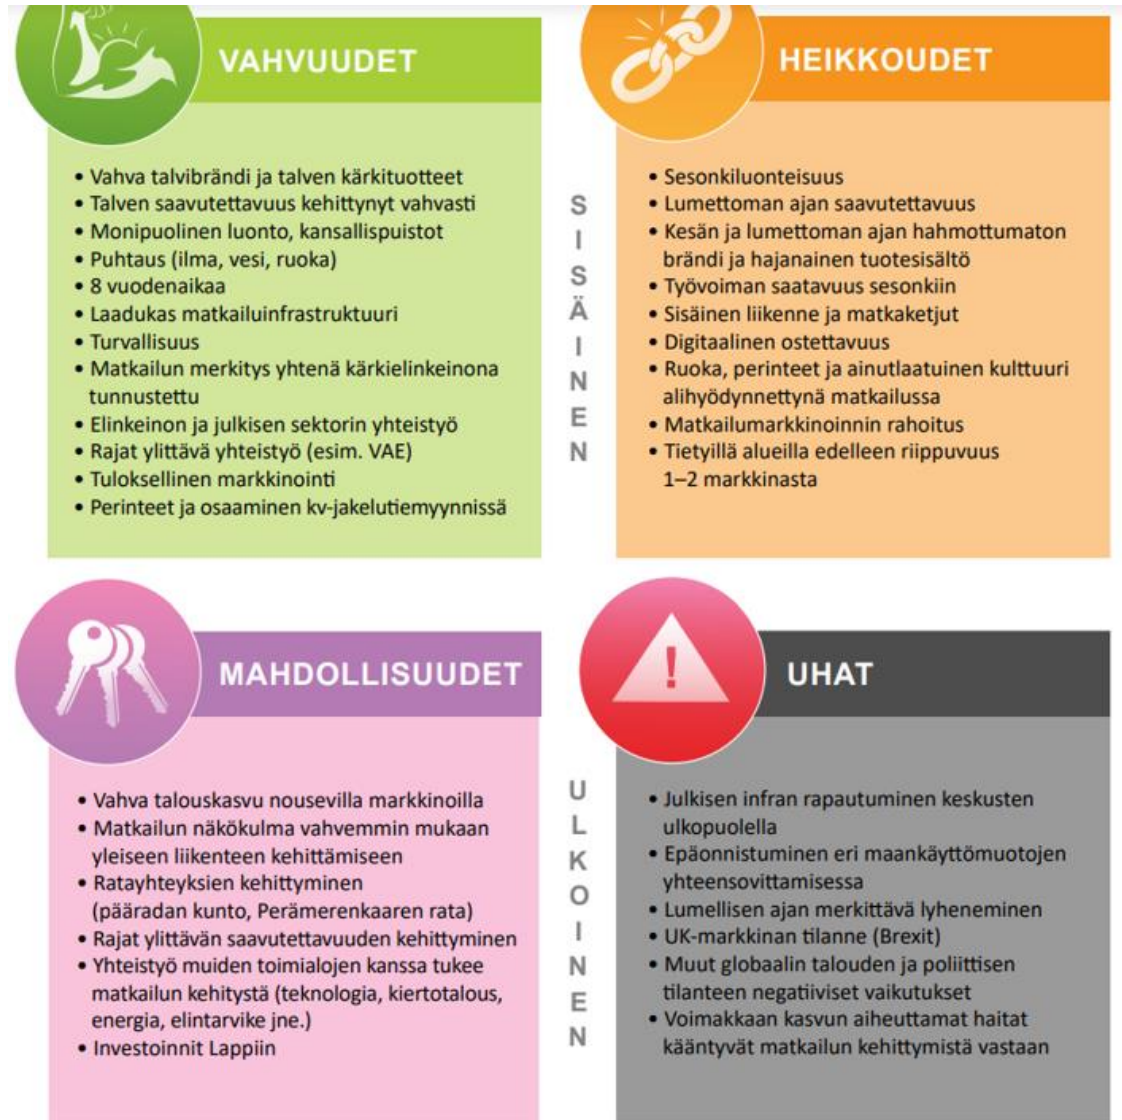 VAHVUUDET
• Vahva talvibrändi ja talven kärkituotteet
• Talven saavutettavuus kehittynyt vahvasti
• Monipuolinen luonto, kansallispuistot
• Puhtaus (ilma, vesi, ruoka)
• 8 vuodenaikaa
• Laadukas matkailuinfrastruktuuri
• Turvallisuus
• Matkailun merkitys yhtenä kärkielinkeinona
tunnustettu
• Elinkeinon ja julkisen sektorin yhteistyö
• Rajat ylittävä yhteistyö (esim. VAE)
• Tuloksellinen markkinointi
• Perinteet ja osaaminen kv-jakelutiemyynnissä
SISÄINEN
HEIKKOUDET
• Sesonkiluonteisuus
• Lumettoman ajan saavutettavuus
• Kesän ja lumettoman ajan hahmottumaton
brändi ja hajanainen tuotesisältö
• Työvoiman saatavuus sesonkiin
• Sisäinen liikenne ja matkaketjut
• Digitaalinen ostettavuus
• Ruoka, perinteet ja ainutlaatuinen kulttuuri
alihyödynnettynä matkailussa
• Matkailumarkkinoinnin rahoitus
• Tietyillä alueilla edelleen riippuvuus
1–2 markkinasta
MAHDOLLISUUDET
• Vahva talouskasvu nousevilla markkinoilla
• Matkailun näkökulma vahvemmin mukaan
yleiseen liikenteen kehittämiseen
• Ratayhteyksien kehittyminen
(pääradan kunto, Perämerenkaaren rata)
• Rajat ylittävän saavutettavuuden kehittyminen
• Yhteistyö muiden toimialojen kanssa tukee
matkailun kehitystä (teknologia, kiertotalous,
energia, elintarvike jne.)
• Investoinnit Lappiin
ULKOINEN
UHAT
• Julkisen infran rapautuminen keskusten
ulkopuolella
• Epäonnistuminen eri maankäyttömuotojen
yhteensovittamisessa
• Lumellisen ajan merkittävä lyheneminen
• UK-markkinan tilanne (Brexit)
• Muut globaalin talouden ja poliittisen
tilanteen negatiiviset vaikutukset
• Voimakkaan kasvun aiheuttamat haitat
kääntyvät matkailun kehittymistä vastaan